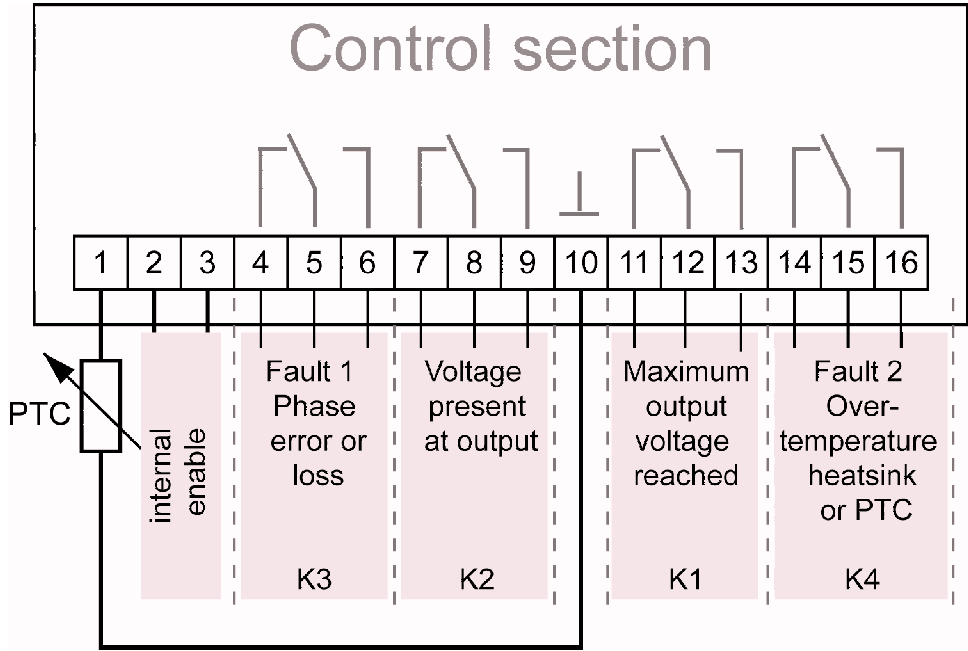 Control section
1 2 3 4 5 6 7 8 9 10 11 12 13 14 15 16
PTC
internal
enable
Fault 1
Phase
error or
loss
K3
Voltage
present
at output
K2
Maximum
output
voltage
reached
K1
Fault 2
Over-
temperature
heatsink
or PTC
K4